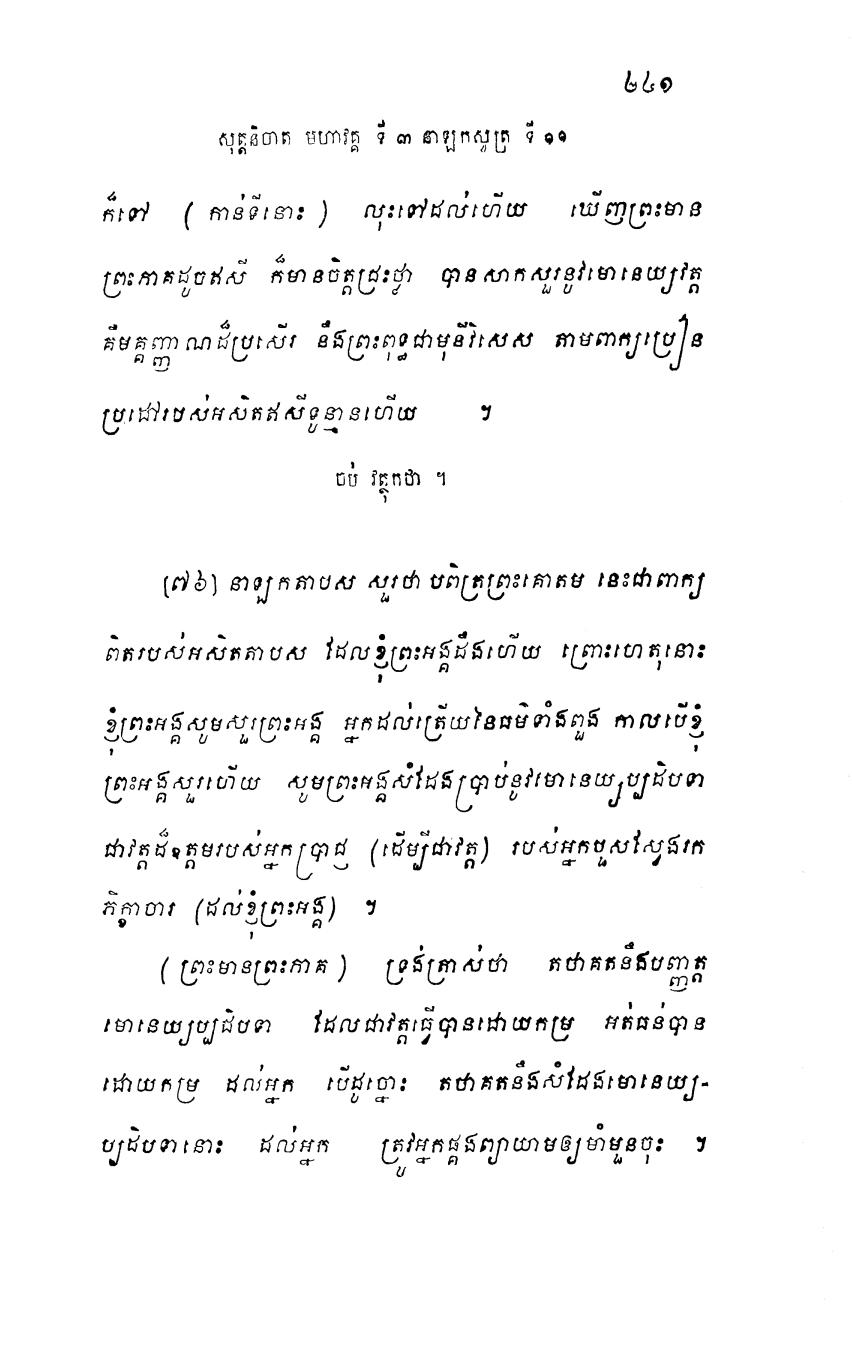 ២៤១
សុត្តនិបាត មហាវគ្គ ទី ៣ នាឡកសូត្រ ទី ១១
ក៏ទៅ ( កាន់ទីនោះ ) លុះទៅដល់ហើយ ឃើញព្រះមាន
ព្រះភាគដូចឥសី ក៏មានចិត្តជ្រះថ្លា បានសាកសួរនូវមោនេយ្យវត្ត
គឺមគ្គញ្ញាណដ៏ប្រសើរ នឹងព្រះពុទ្ធជាមុនីវិសេស តាមពាក្យប្រៀន
ប្រដៅរបស់អសិតឥសីទូន្មានហើយ ។
ចប់ វត្ថុកថា ។
[៧៦] នាឡកតាបស សួរថា បពិត្រព្រះគោតម នេះជាពាក្យ
ពិតរបស់អសិតតាបស ដែលខ្ញុំព្រះអង្គដឹងហើយ ព្រោះហេតុនោះ
ខ្ញុំព្រះអង្គសូមសួរព្រះអង្គ អ្នកដល់ត្រើយនៃធម៌ទាំងពួង កាលបើខ្ញុំ
ព្រះអង្គសួរហើយ សូមព្រះអង្គសំដែងប្រាប់នូវមោនេយ្យប្បដិបទា
ជាវត្តដ៏ឧត្តមរបស់អ្នកប្រាជ្ញ (ដើម្បីជាវត្ត) របស់អ្នកបួសស្វែងរក
ភិក្ខាចារ (ដល់ខ្ញុំព្រះអង្គ) ។
( ព្រះមានព្រះភាគ ) ទ្រង់ត្រាស់ថា តថាគតនឹងបញ្ញត្ត
មោនេយ្យប្បដិបទា ដែលជាវត្តធ្វើបានដោយកម្រ អត់ធន់បាន
ដោយកម្រ ដល់អ្នក បើដូច្នោះ តថាគតនឹងសំដែងមោនេយ្យ-
ប្បដិបទានោះ ដល់អ្នក ត្រូវអ្នកផ្គងព្យាយាមឲ្យមាំមួនចុះ ។